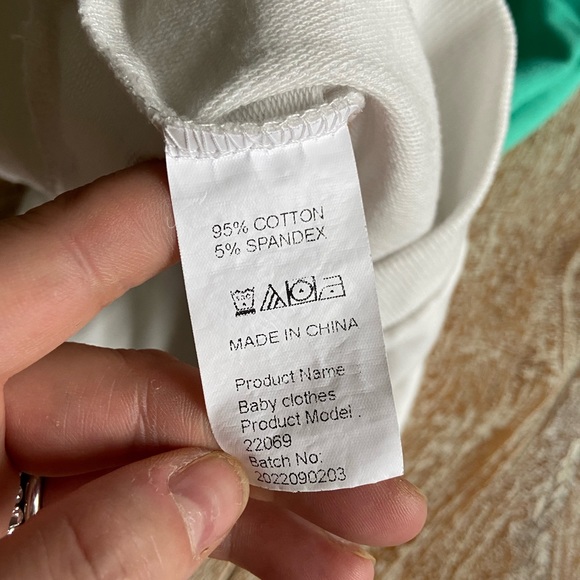 95% COTTON
5% SPANDEX
MADE IN CHINA
Product Name
Baby clothes
Product Model .
22069
Batch No:
2022090203